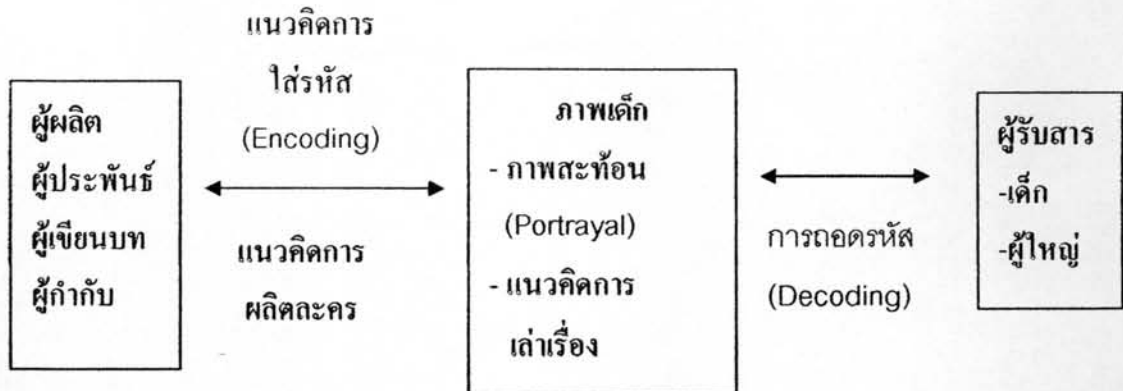 ผู้ผลิต
ผู้ประพันธ์
ผู้เขียนบท
ผู้กำกับ
แนวคิดการ
ใส่รหัส
(Encoding)
แนวคิดการ
ผลิตละคร
ภาพเด็ก
- ภาพสะท้อน
(Portrayal)
- แนวคิดการ
เล่าเรื่อง
การถอดรหัส
(Decoding)
ผู้รับสาร
-เด็ก
-ผู้ใหญ่